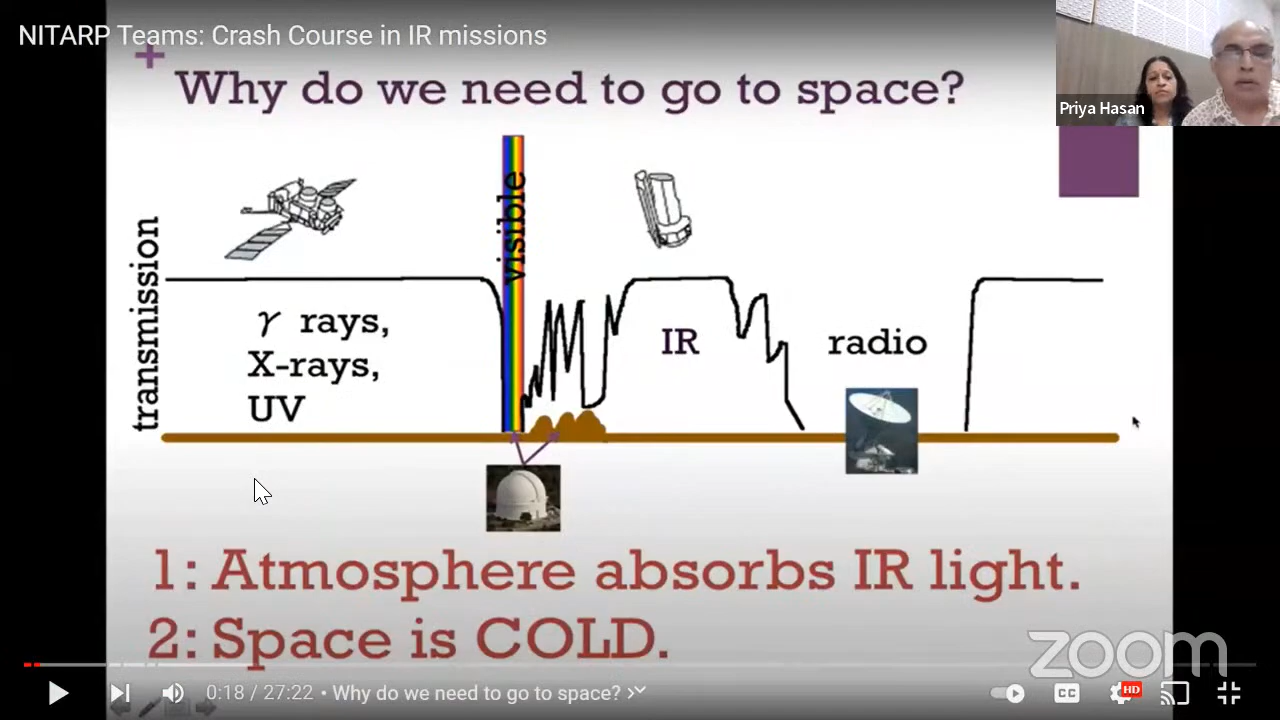 NITARP Teams: Crash Course in IR missions
Priya Hasan
Why do we need to go to space?
visible
transmission
γ rays,
X-rays,
UV
IR
radio
1: Atmosphere absorbs IR light.
2: Space is COLD.
zoom
0:18 / 27:22 • Why do we need to go to space?
CC
HD